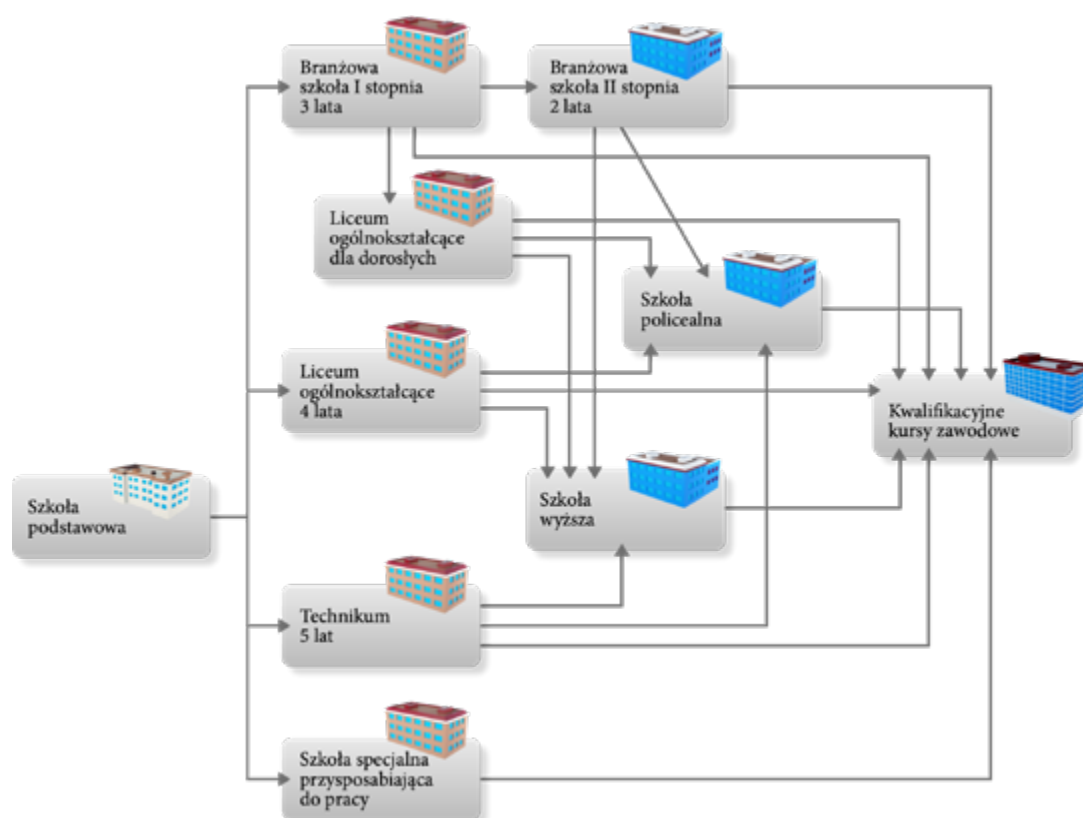 Branżowa
szkoła I stopnia
3 lata
Branżowa
szkoła II stopnia
2 lata
Liceum
ogólnokształcące
dla dorosłych
Szkoła
policealna
Liceum
ogólnokształcące
4 lata
Kwalifikacyjne
kursy zawodowe
Szkoła
podstawowa
Szkoła
wyższa
Technikum
5 lat
Szkoła specjalna
przysposabiająca
do pracy